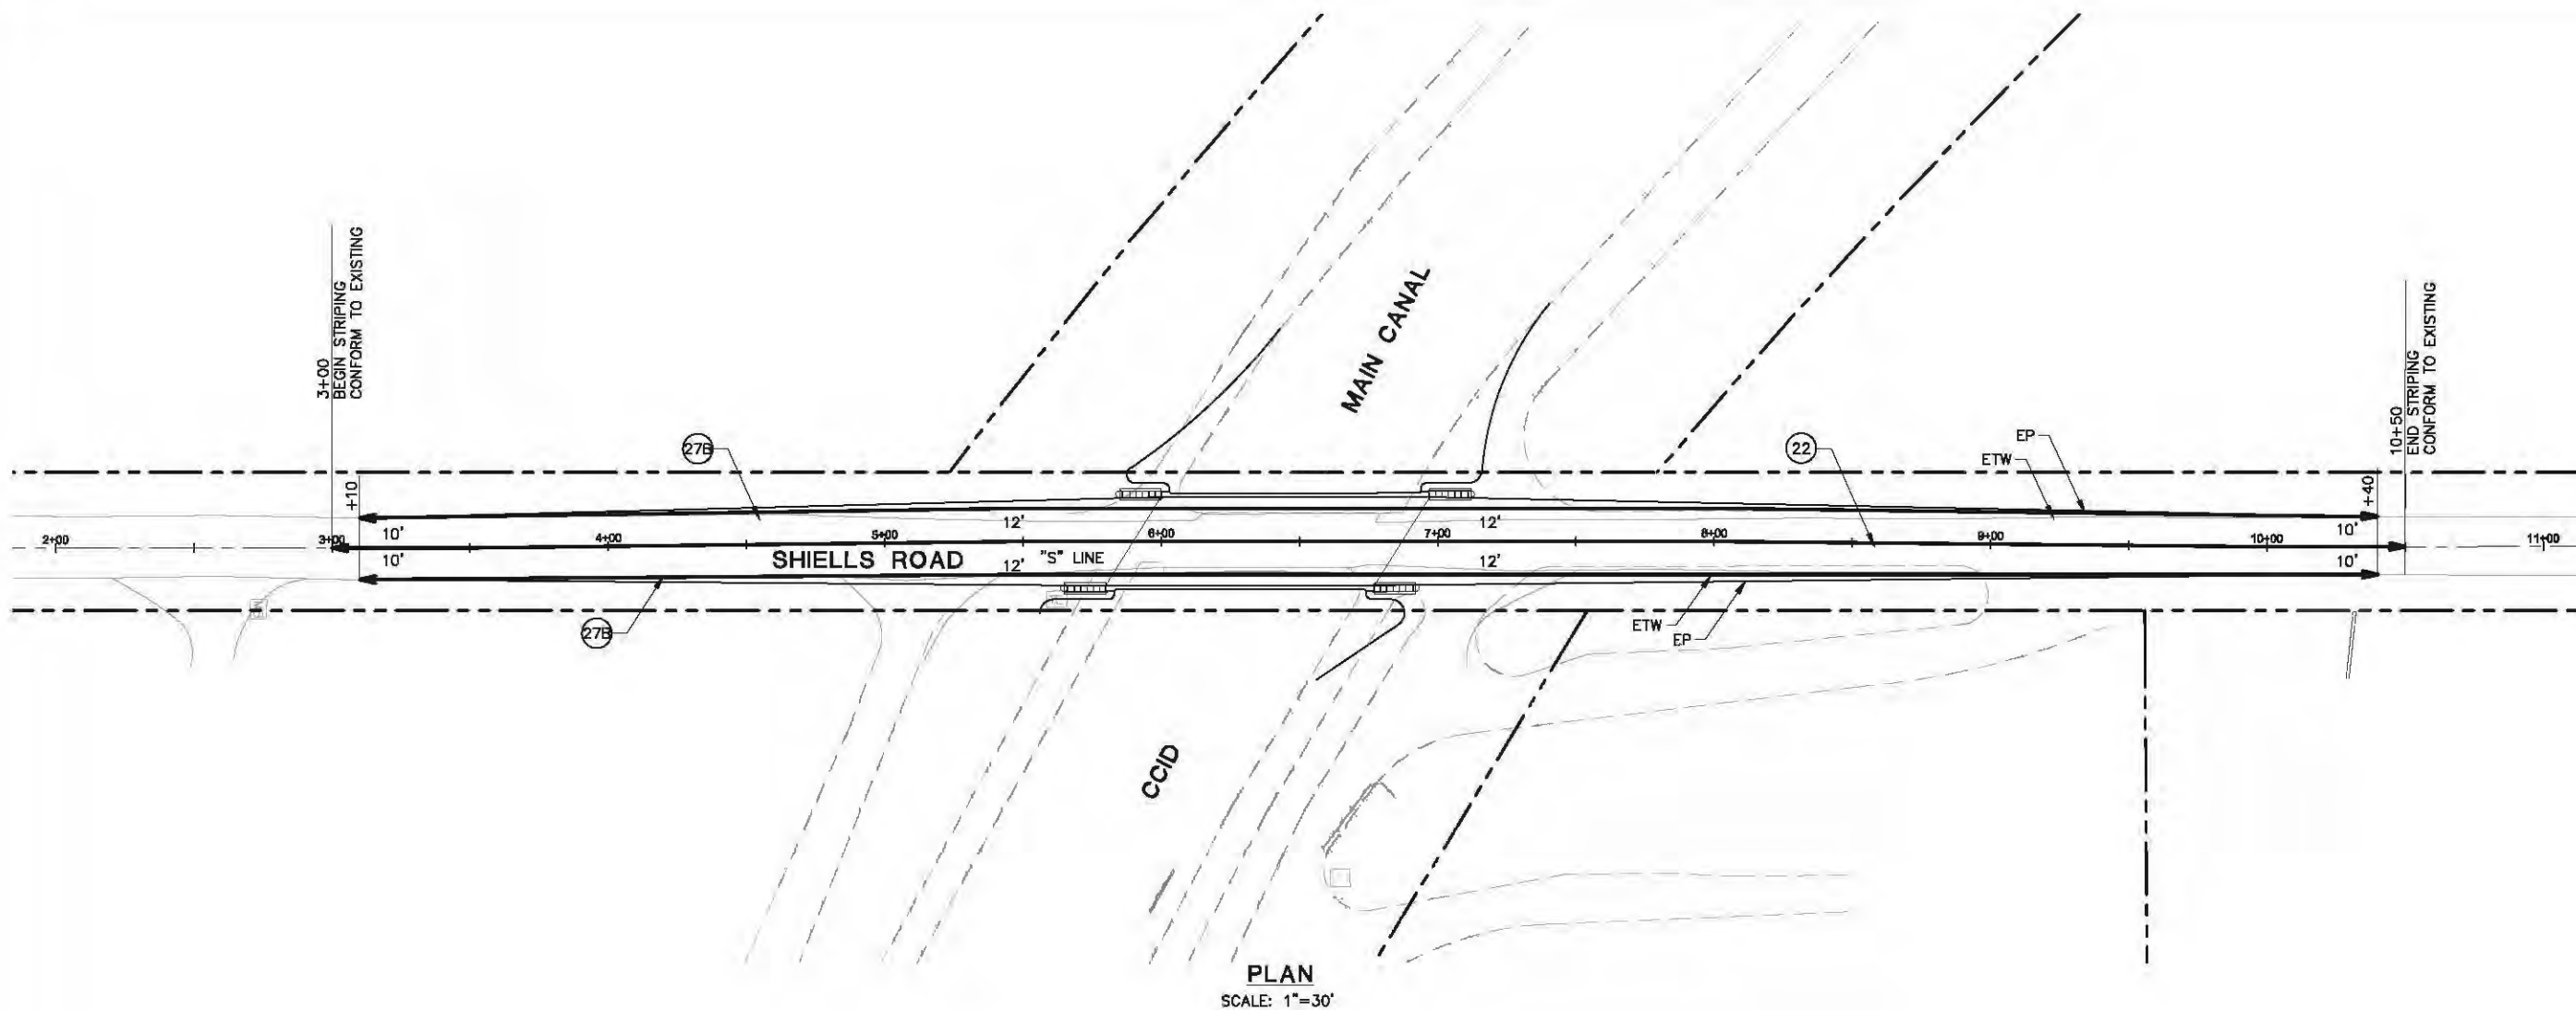 3+00
BEGIN STRIPING
CONFORM TO EXISTING
MAIN CANAL
10+50
END STRIPING
CONFORM TO EXISTING
27B
22
EP
ETW
+10
+40
10'
12'
12'
10'
2+00
3+00
4+00
5+00
6+00
7+00
8+00
9+00
10+00
11+00
10'
SHIELLS ROAD
"S" LINE
12'
12'
10'
27B
ETW
EP
CCID
PLAN
SCALE: 1"=30'